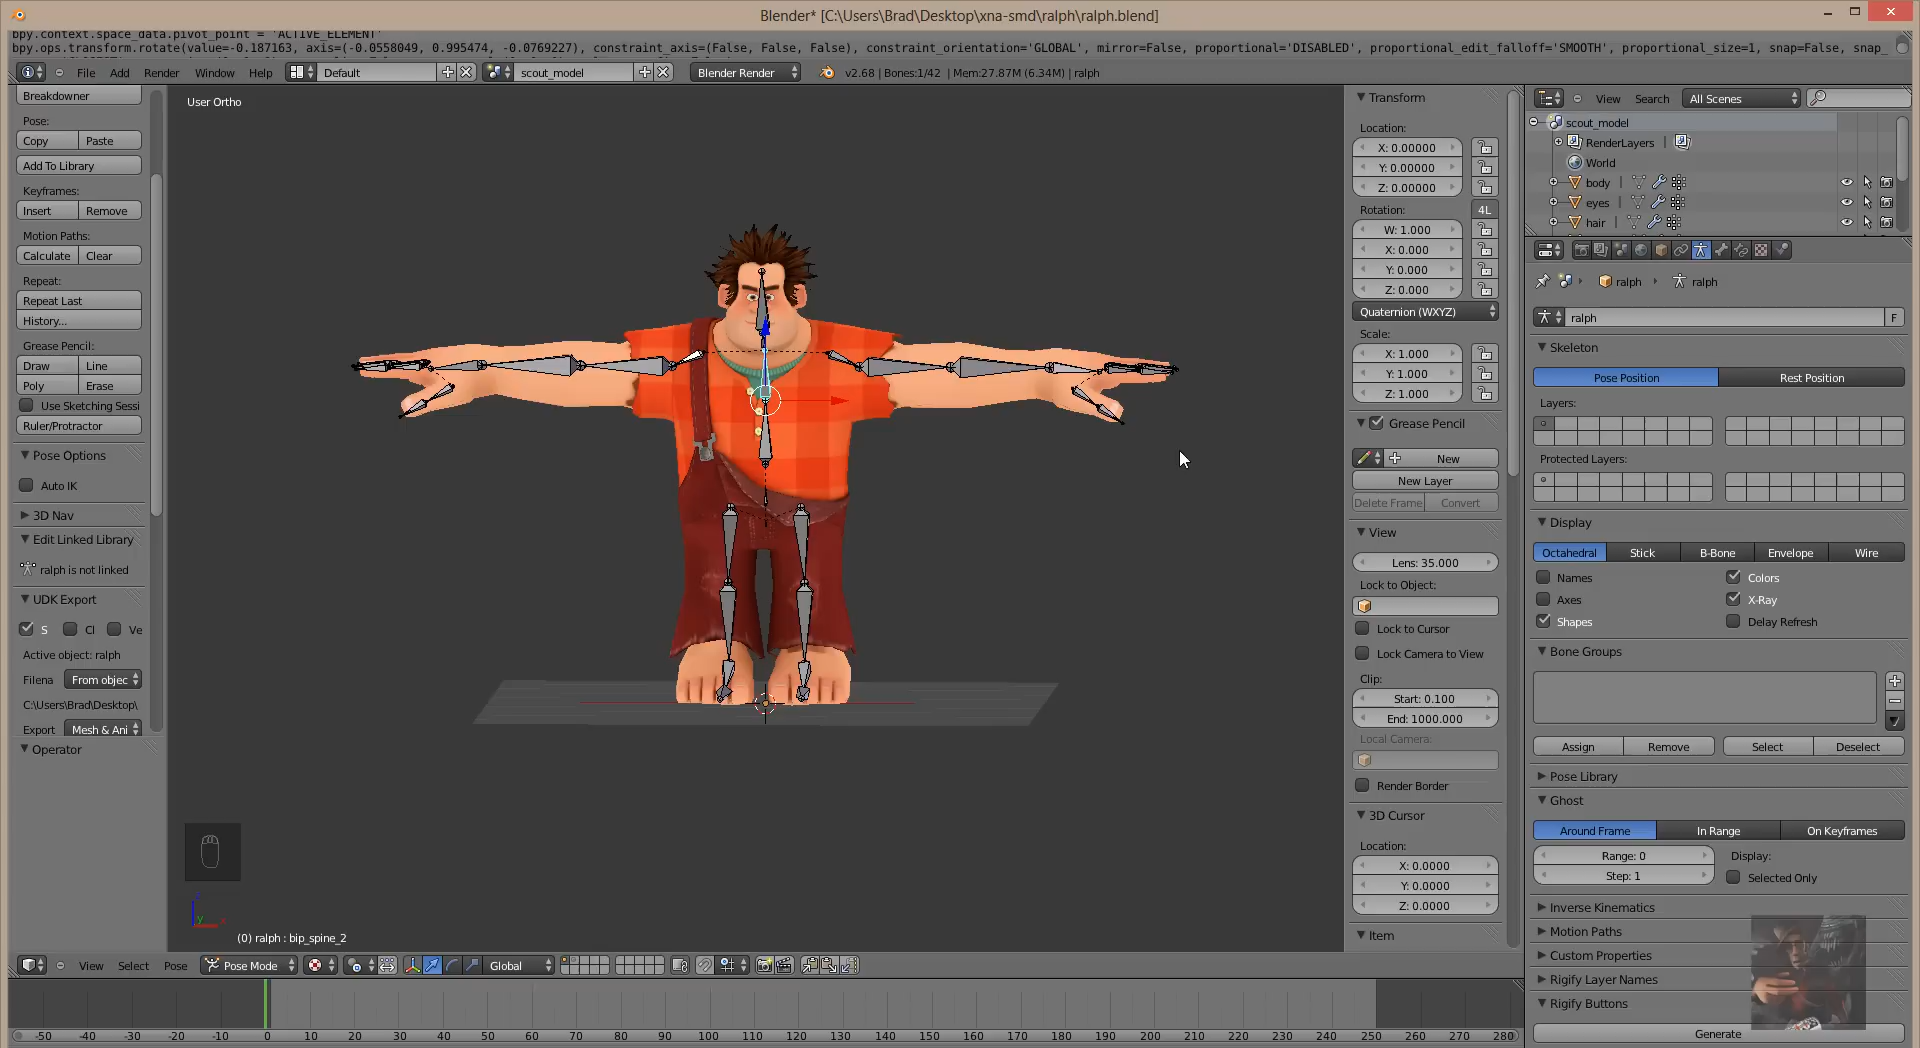 Blender* [C:\Users\Brad\Desktop\xna-smd\ralph\ralph.blend]
bpy.context.space_data.pivot_point = 'ACTIVE_ELEMENT'
bpy.ops.transform.rotate(value=-0.187163, axis=(-0.0558049, 0.995474, -0.0769227), constraint_axis=(False, False, False), constraint_orientation='GLOBAL', mirror=False, proportional='DISABLED', proportional_edit_falloff='SMOOTH', proportional_size=1, snap=False, snap_
File Add Render Window Help Default scout_model Blender Render v2.68 | Bones:1/42 | Mem:27.87M (6.34M) | ralph
Breakdowner
Pose:
Copy Paste
Add To Library
Keyframes:
Insert Remove
Motion Paths:
Calculate Clear
Repeat:
Repeat Last
History...
Grease Pencil:
Draw Line
Poly Erase
Use Sketching Sessi
Ruler/Protractor
Pose Options
Auto IK
3D Nav
Edit Linked Library
ralph is not linked
UDK Export
S Cl Ve
Active object: ralph
Filena From objec
C:\Users\Brad\Desktop\
Export Mesh & Ani
Operator
User Ortho
(0) ralph : bip_spine_2
Transform
Location:
X: 0.00000
Y: 0.00000
Z: 0.00000
Rotation: 4L
W: 1.000
X: 0.000
Y: 0.000
Z: 0.000
Quaternion (WXYZ)
Scale:
X: 1.000
Y: 1.000
Z: 1.000
Grease Pencil
New
New Layer
Delete Frame Convert
View
Lens: 35.000
Lock to Object:
Lock to Cursor
Lock Camera to View
Clip:
Start: 0.100
End: 1000.000
Local Camera:
Render Border
3D Cursor
Location:
X: 0.0000
Y: 0.0000
Z: 0.0000
Item
View Search All Scenes
scout_model
RenderLayers |
World
body |
eyes |
hair |
ralph ralph
ralph F
Skeleton
Pose Position Rest Position
Layers:
Protected Layers:
Display
Octahedral Stick B-Bone Envelope Wire
Names Colors
Axes X-Ray
Shapes Delay Refresh
Bone Groups
Assign Remove Select Deselect
Pose Library
Ghost
Around Frame In Range On Keyframes
Range: 0 Display:
Step: 1 Selected Only
Inverse Kinematics
Motion Paths
Custom Properties
Rigify Layer Names
Rigify Buttons
Generate
View Select Pose Pose Mode Global
-50 -40 -30 -20 -10 0 10 20 30 40 50 60 70 80 90 100 110 120 130 140 150 160 170 180 190 200 210 220 230 240 250 260 270 280